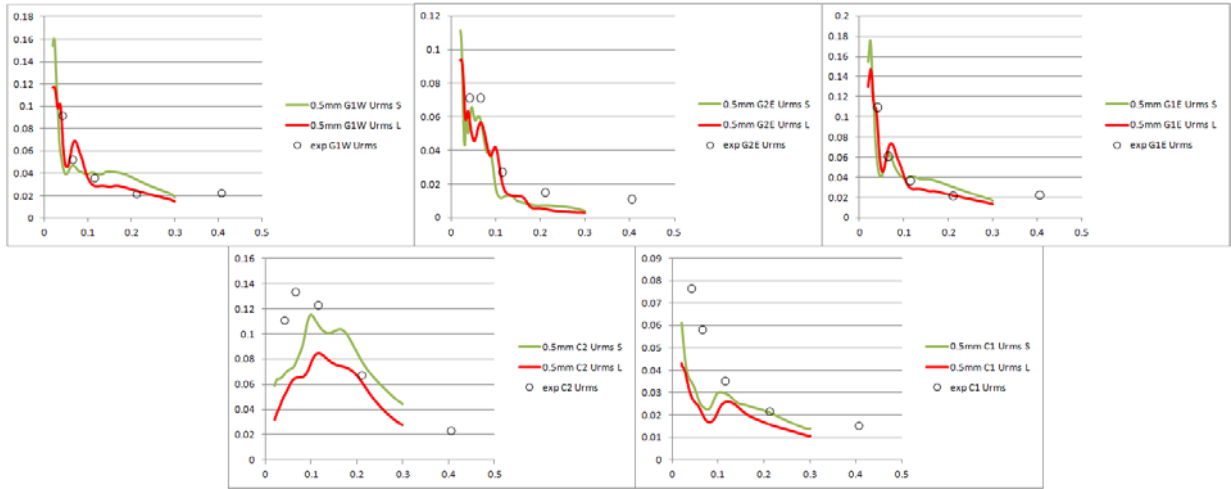 0.18
0.16
0.14
0.12
0.1
0.08
0.06
0.04
0.02
0
0 0.1 0.2 0.3 0.4 0.5
0.5mm G1W Urms S
0.5mm G1W Urms L
exp G1W Urms
0.12
0.1
0.08
0.06
0.04
0.02
0
0 0.1 0.2 0.3 0.4 0.5
0.5mm G2E Urms S
0.5mm G2E Urms L
exp G2E Urms
0.2
0.18
0.16
0.14
0.12
0.1
0.08
0.06
0.04
0.02
0
0 0.1 0.2 0.3 0.4 0.5
0.5mm G1E Urms S
0.5mm G1E Urms L
exp G1E Urms
0.16
0.14
0.12
0.1
0.08
0.06
0.04
0.02
0
0 0.1 0.2 0.3 0.4 0.5
0.5mm C2 Urms S
0.5mm C2 Urms L
exp C2 Urms
0.09
0.08
0.07
0.06
0.05
0.04
0.03
0.02
0.01
0
0 0.1 0.2 0.3 0.4 0.5
0.5mm C1 Urms S
0.5mm C1 Urms L
exp C1 Urms